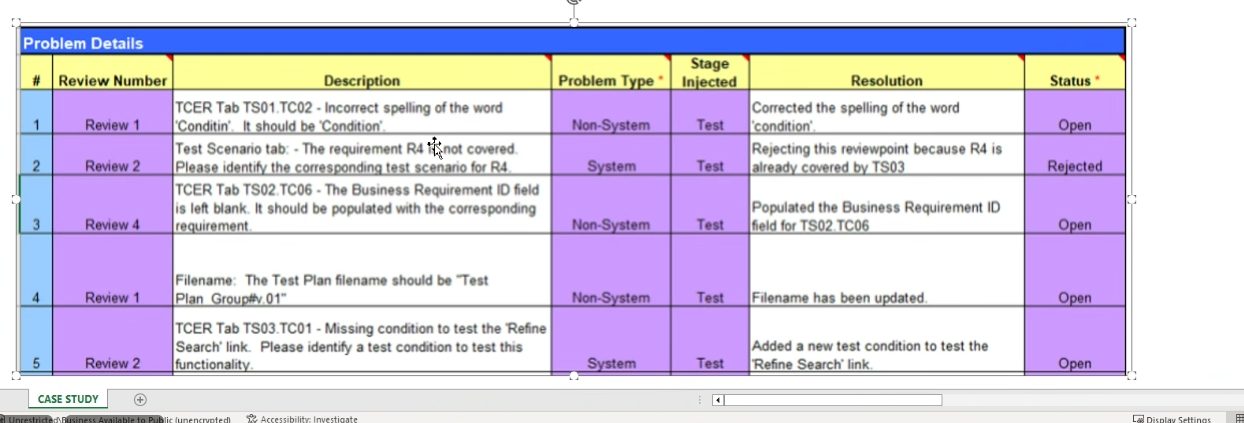 Problem Details
# Review Number Description Problem Type * Stage Injected Resolution Status *
1 Review 1 TCER Tab TS01.TC02 - Incorrect spelling of the word 'Conditin'. It should be 'Condition'. Non-System Test Corrected the spelling of the word 'condition'. Open
2 Review 2 Test Scenario tab: - The requirement R4 is not covered. Please identify the corresponding test scenario for R4. System Test Rejecting this reviewpoint because R4 is already covered by TS03 Rejected
3 Review 4 TCER Tab TS02.TC06 - The Business Requirement ID field is left blank. It should be populated with the corresponding requirement. Non-System Test Populated the Business Requirement ID field for TS02.TC06 Open
4 Review 1 Filename: The Test Plan filename should be "Test Plan_Group#v.01" Non-System Test Filename has been updated. Open
5 Review 2 TCER Tab TS03.TC01 - Missing condition to test the 'Refine Search' link. Please identify a test condition to test this functionality. System Test Added a new test condition to test the 'Refine Search' link. Open
CASE STUDY
Unrestricted\Business Available to Public (unencrypted) Accessibility: Investigate Display Settings